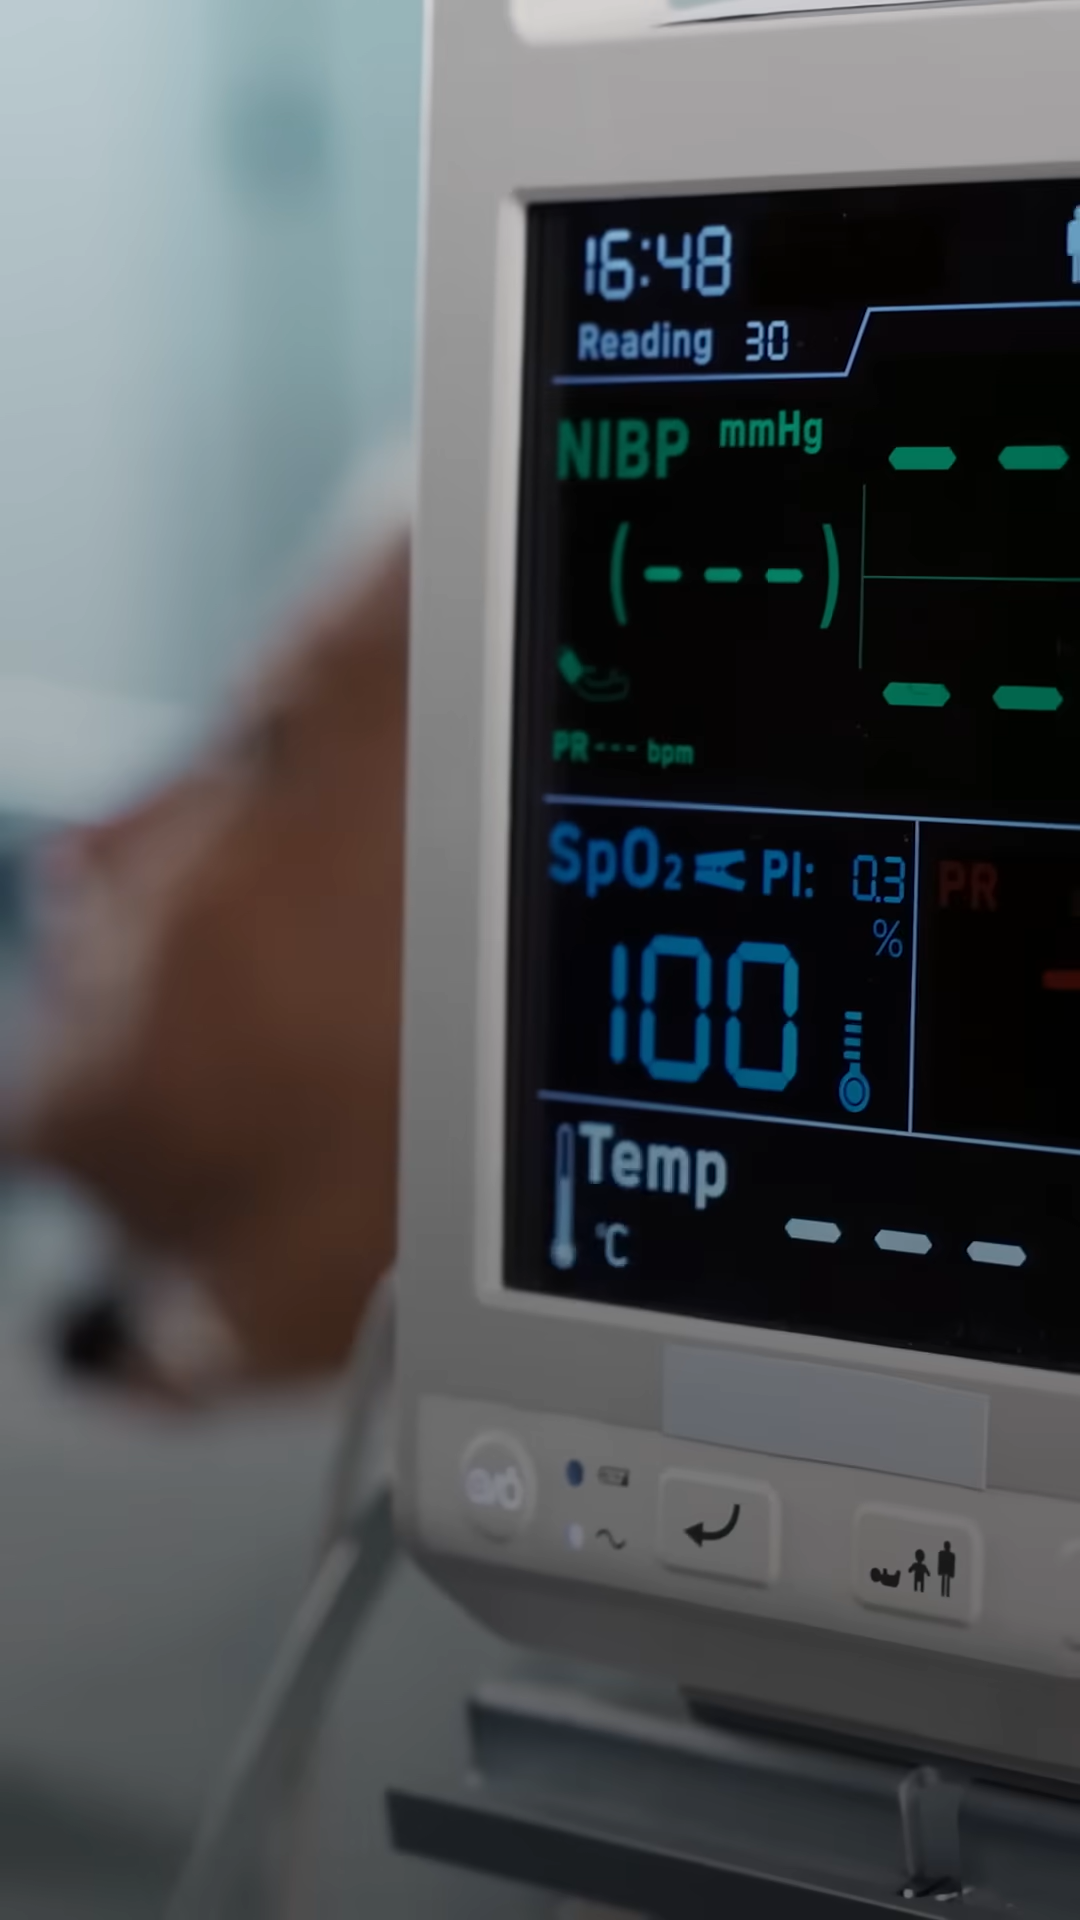 16:48
Reading 30
NIBP mmHg
-- --
(---)
-- --
PR --- bpm
SpO₂ PI: 0.3
%
100
PR
Temp
°C
---